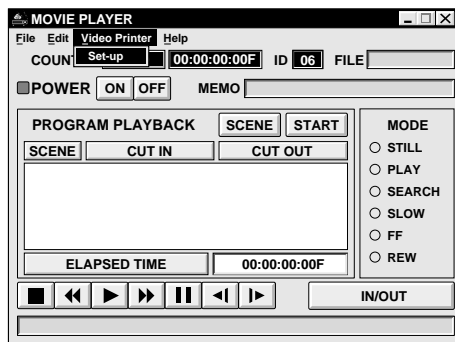 MOVIE PLAYER
File Edit Video Printer Help
Set-up
COUN 00:00:00:00F ID 06 FILE
POWER ON OFF MEMO
PROGRAM PLAYBACK SCENE START
SCENE CUT IN CUT OUT
ELAPSED TIME 00:00:00:00F
MODE
STILL
PLAY
SEARCH
SLOW
FF
REW
IN/OUT